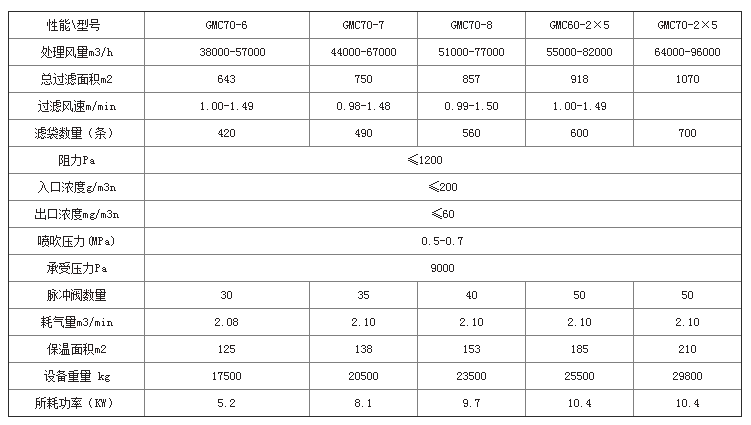 性能\型号 GMC70-6 GMC70-7 GMC70-8 GMC60-2×5 GMC70-2×5
处理风量m3/h 38000-57000 44000-67000 51000-77000 55000-82000 64000-96000
总过滤面积m2 643 750 857 918 1070
过滤风速m/min 1.00-1.49 0.98-1.48 0.99-1.50 1.00-1.49
滤袋数量（条） 420 490 560 600 700
阻力Pa ≤1200
入口浓度g/m3n ≤200
出口浓度mg/m3n ≤60
喷吹压力(MPa) 0.5-0.7
承受压力Pa 9000
脉冲阀数量 30 35 40 50 50
耗气量m3/min 2.08 2.10 2.10 2.10 2.10
保温面积m2 125 138 153 185 210
设备重量 kg 17500 20500 23500 25500 29800
所耗功率（KW） 5.2 8.1 9.7 10.4 10.4